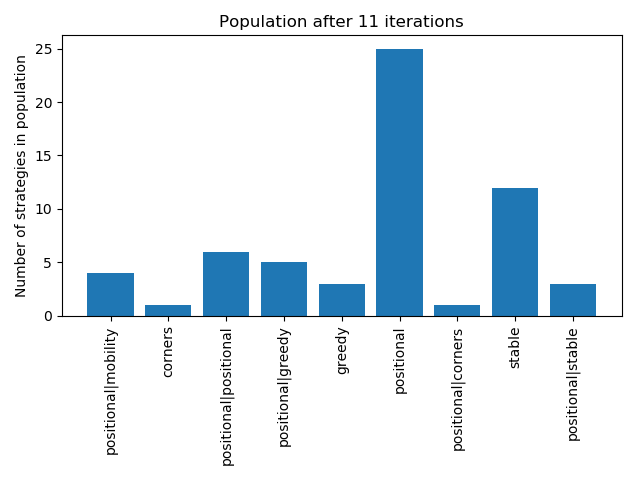 Population after 11 iterations
Number of strategies in population
25
20
15
10
5
0
positional|mobility
corners
positional|positional
positional|greedy
greedy
positional
positional|corners
stable
positional|stable